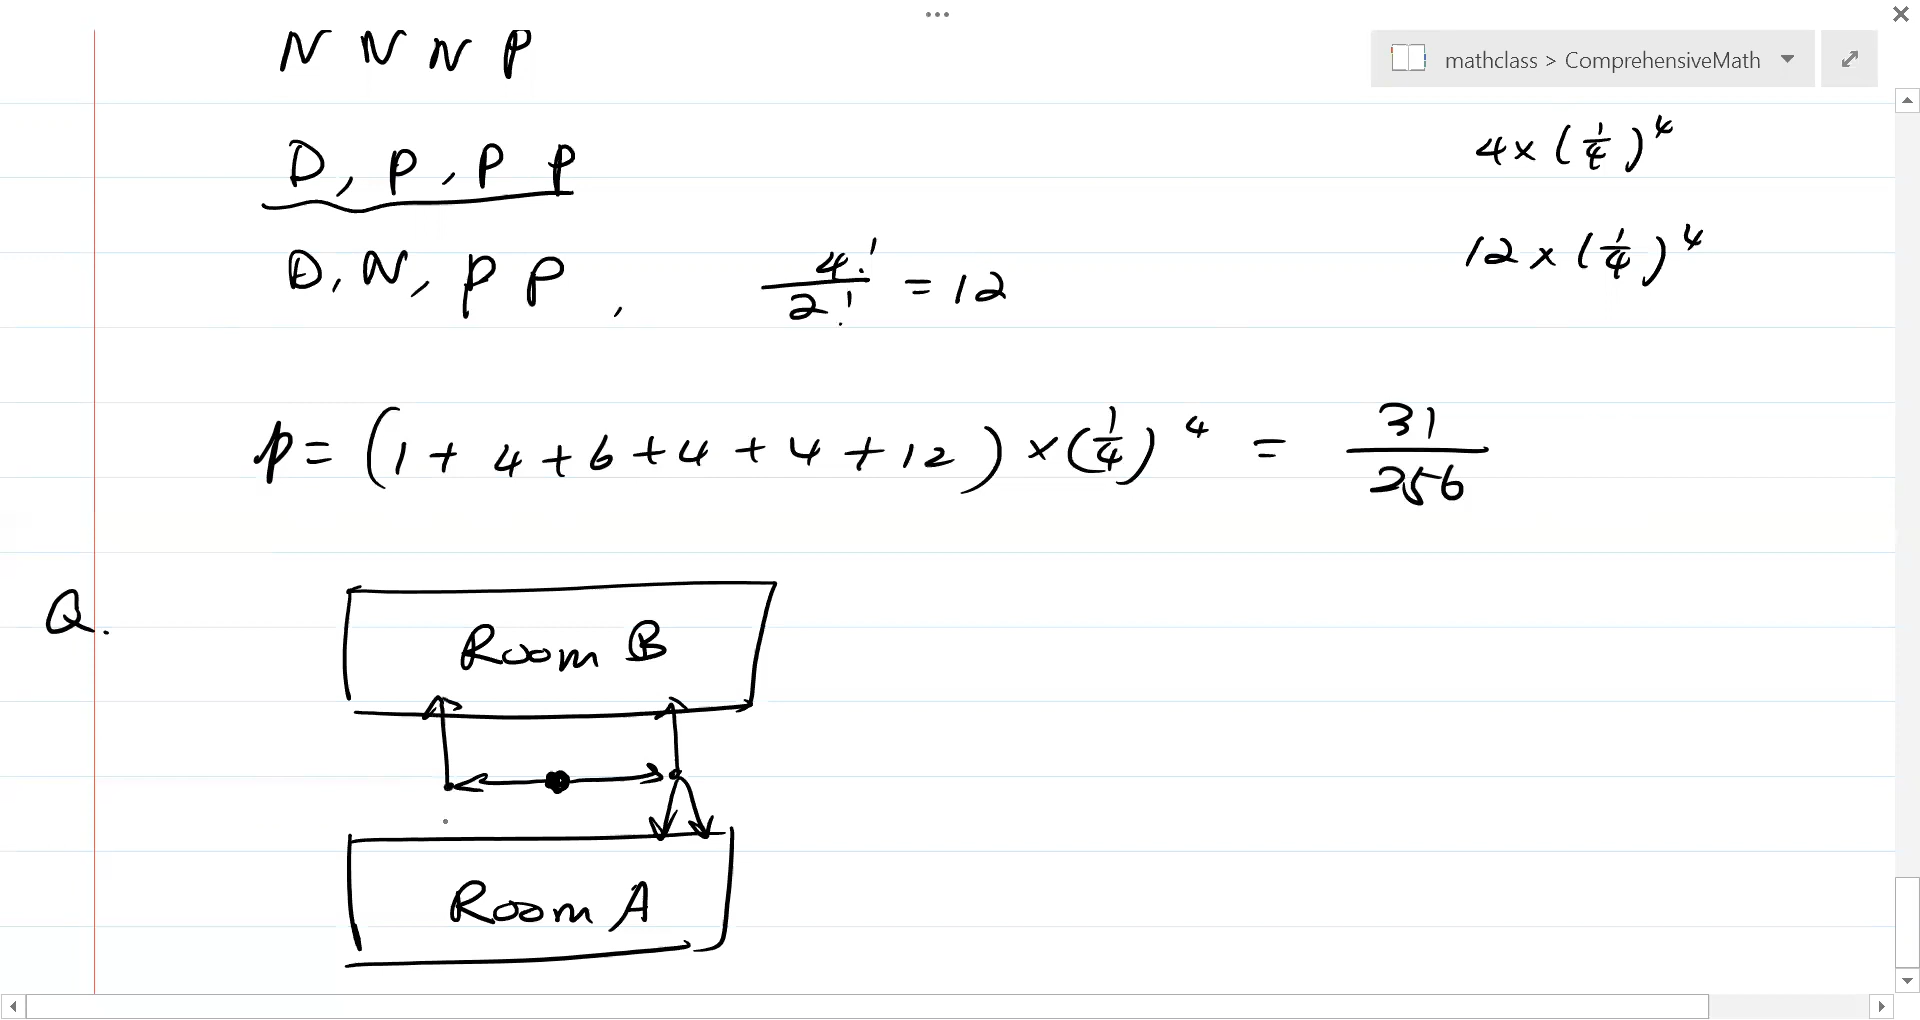 N N N P
mathclass > ComprehensiveMath
D, P, P P
4 × (1/4)^4
D, N, P P, 4!/2! = 12
12 × (1/4)^4
P = (1 + 4 + 6 + 4 + 4 + 12) × (1/4)^4 = 31/256
Q.
Room B
Room A